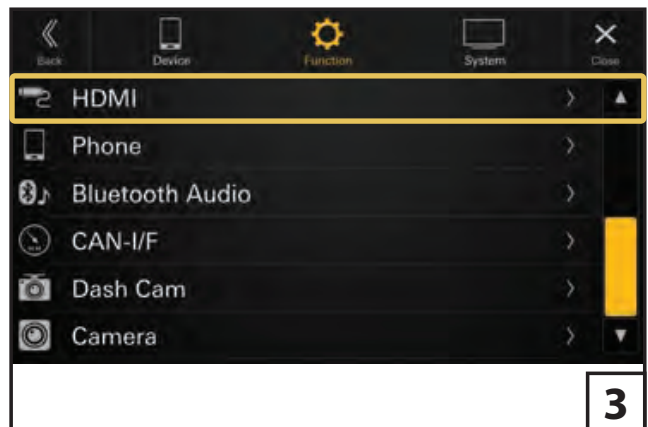 Back Device Function System Close
HDMI
Phone
Bluetooth Audio
CAN-I/F
Dash Cam
Camera
3